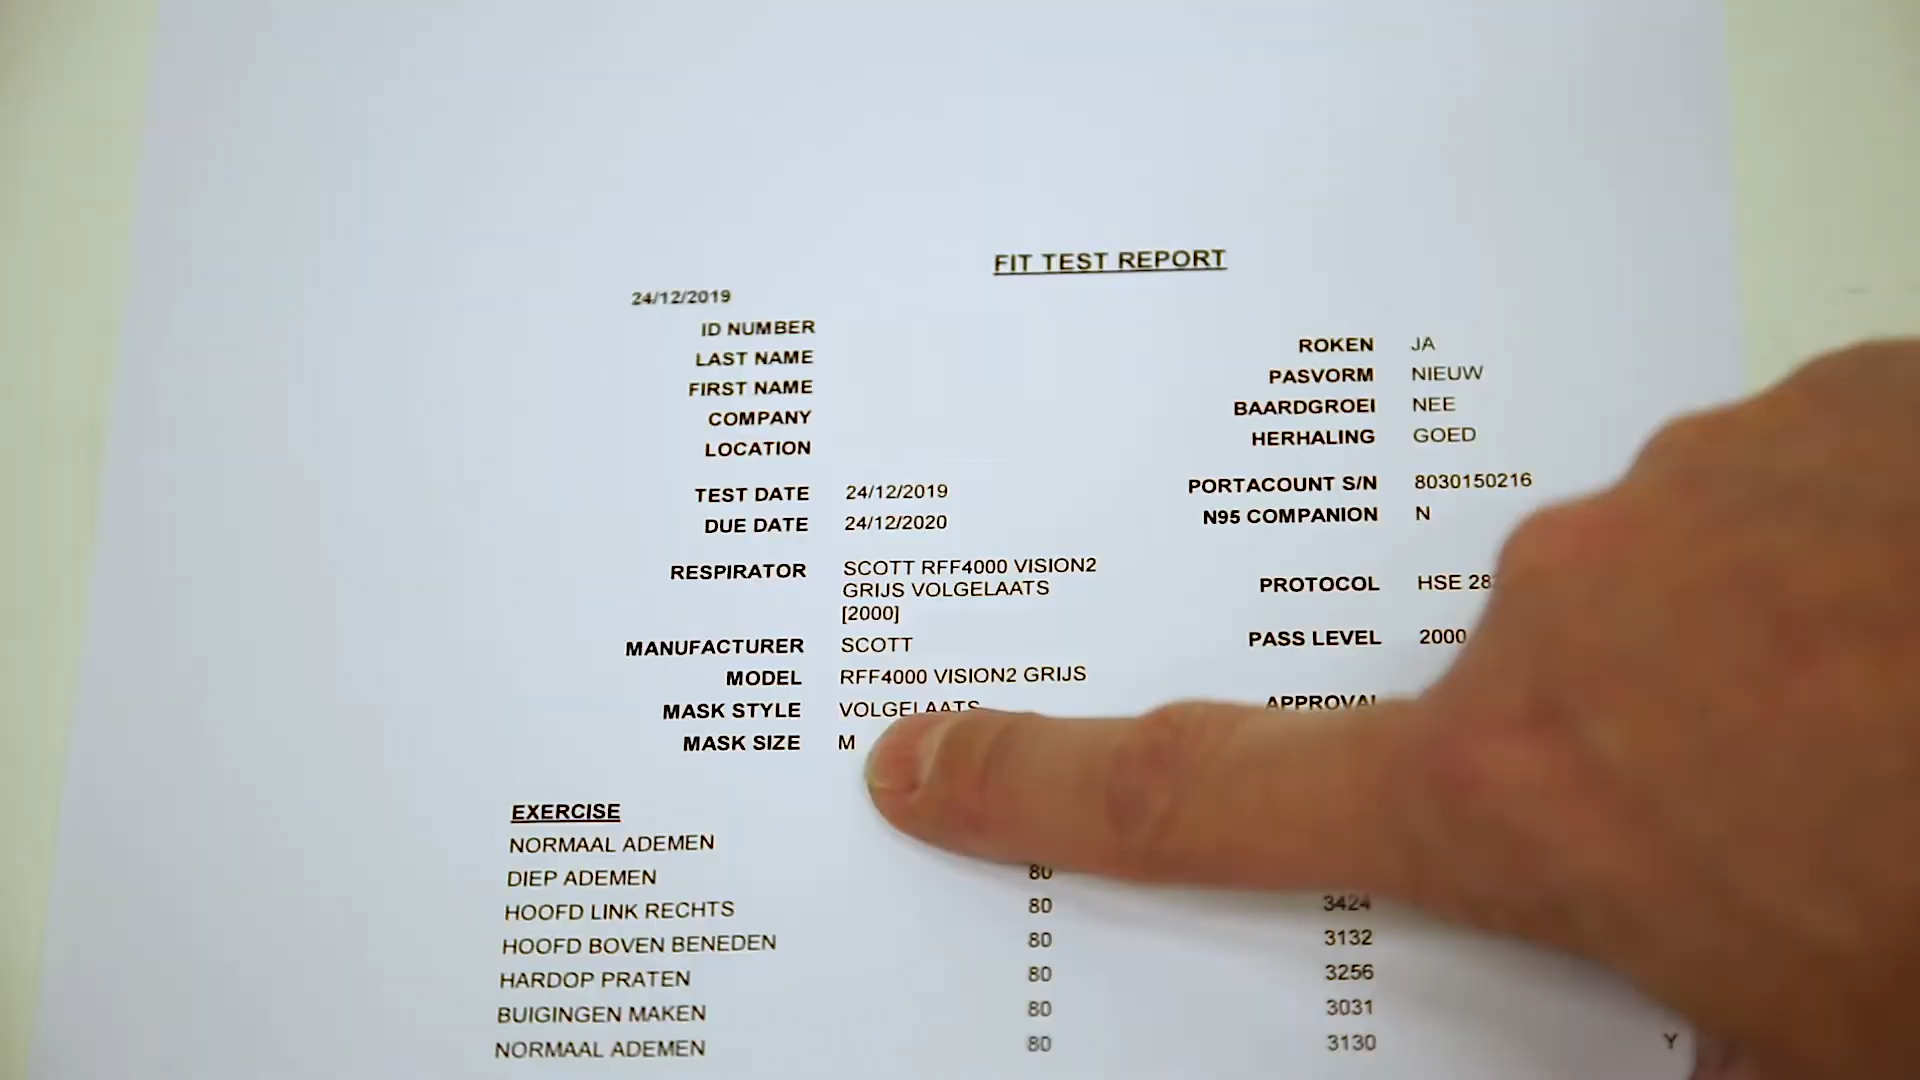 FIT TEST REPORT
24/12/2019
ID NUMBER
LAST NAME
FIRST NAME
COMPANY
LOCATION
ROKEN JA
PASVORM NIEUW
BAARDGROEI NEE
HERHALING GOED
TEST DATE 24/12/2019
DUE DATE 24/12/2020
PORTACOUNT S/N 8030150216
N95 COMPANION N
RESPIRATOR SCOTT RFF4000 VISION2
GRIJS VOLGELAATS
[2000]
MANUFACTURER SCOTT
MODEL RFF4000 VISION2 GRIJS
MASK STYLE VOLGELAATS
MASK SIZE M
PROTOCOL HSE
PASS LEVEL 2000
APPROVAL
EXERCISE
NORMAAL ADEMEN
DIEP ADEMEN 80
HOOFD LINK RECHTS 80 3424
HOOFD BOVEN BENEDEN 80 3132
HARDOP PRATEN 80 3256
BUIGINGEN MAKEN 80 3031
NORMAAL ADEMEN 80 3130 Y